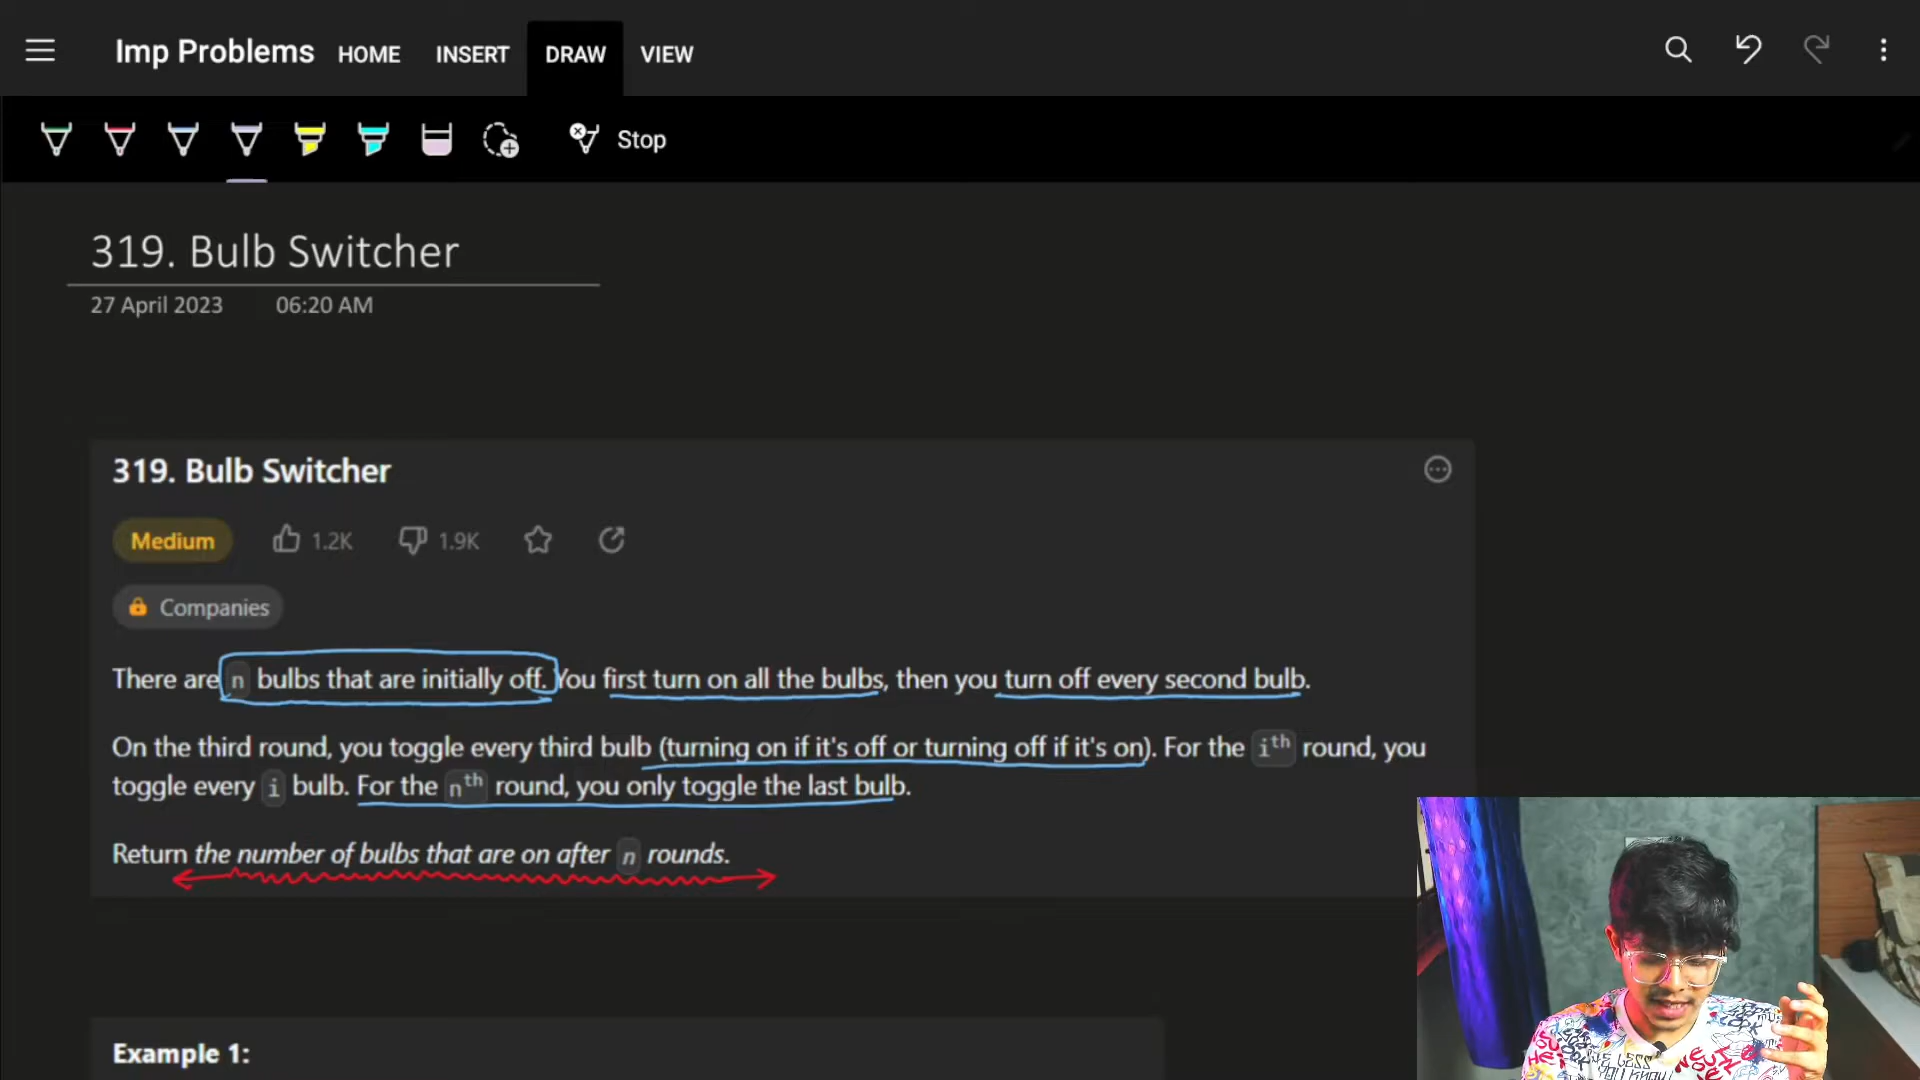 Imp Problems HOME INSERT DRAW VIEW
Stop
319. Bulb Switcher
27 April 2023 06:20 AM
319. Bulb Switcher
Medium 1.2K 1.9K
Companies
There are n bulbs that are initially off. You first turn on all the bulbs, then you turn off every second bulb.
On the third round, you toggle every third bulb (turning on if it's off or turning off if it's on). For the ith round, you
toggle every i bulb. For the nth round, you only toggle the last bulb.
Return the number of bulbs that are on after n rounds.
Example 1: